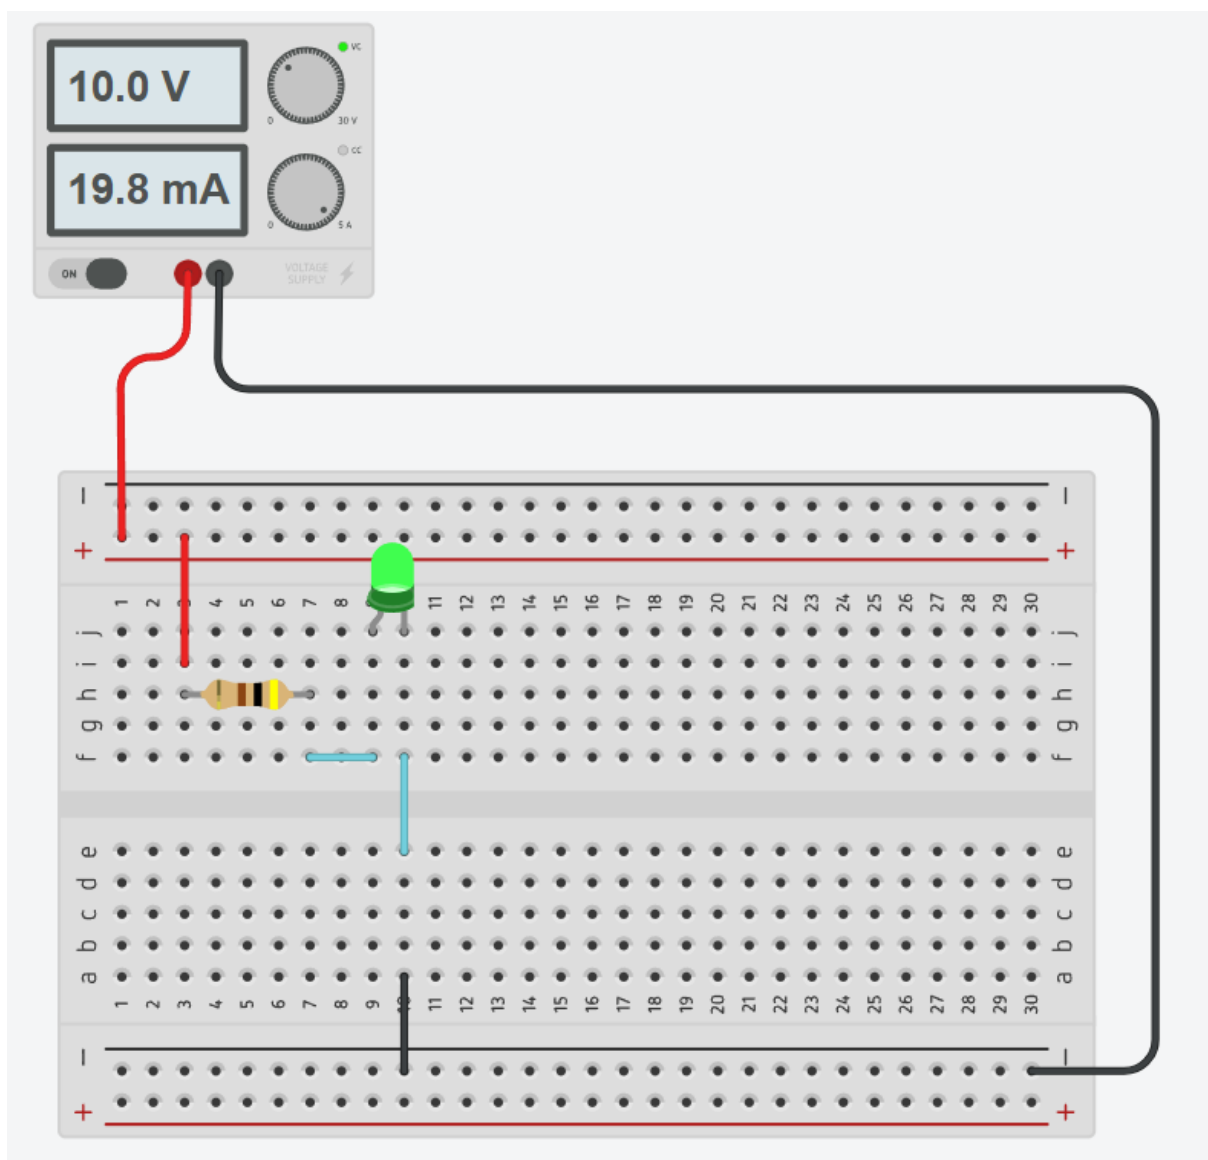 10.0 V
VC
0 30 V
19.8 mA
CC
0 5 A
ON
VOLTAGE
SUPPLY
− −
+ +
1 2 3 4 5 6 7 8 11 12 13 14 15 16 17 18 19 20 21 22 23 24 25 26 27 28 29 30
j j
i i
h h
g g
f f
e e
d d
c c
b b
a a
1 2 3 4 5 6 7 8 9 10 11 12 13 14 15 16 17 18 19 20 21 22 23 24 25 26 27 28 29 30
− −
+ +